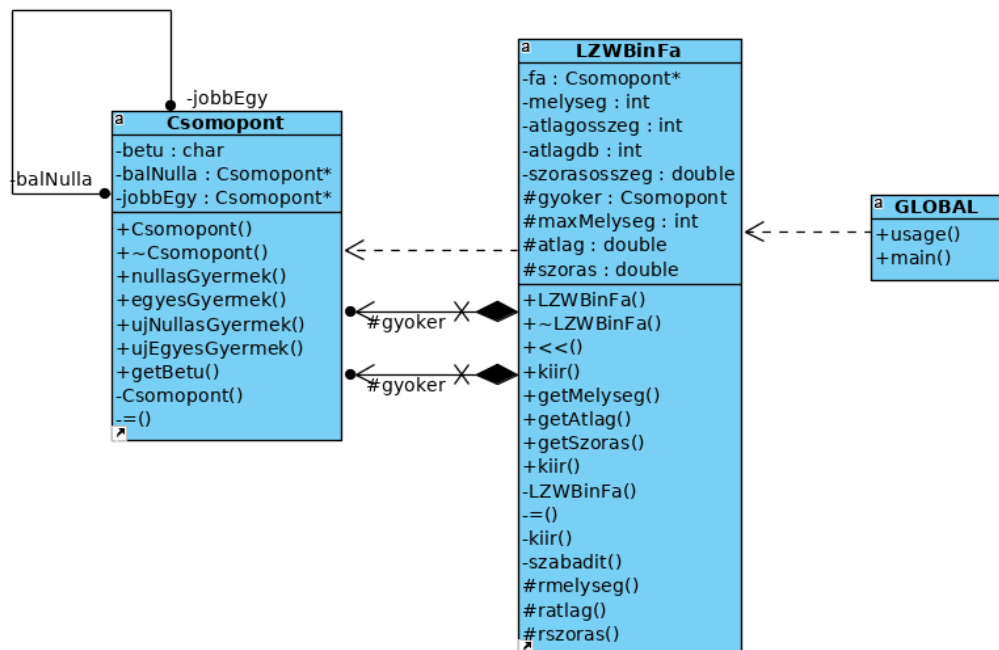 -jobbEgy
-balNulla
a
Csomopont
-betu : char
-balNulla : Csomopont*
-jobbEgy : Csomopont*
+Csomopont()
+~Csomopont()
+nullasGyermek()
+egyesGyermek()
+ujNullasGyermek()
+ujEgyesGyermek()
+getBetu()
-Csomopont()
-=()
#gyoker
#gyoker
a
LZWBinFa
-fa : Csomopont*
-melyseg : int
-atlagosszeg : int
-atlagdb : int
-szorasosszeg : double
#gyoker : Csomopont
#maxMelyseg : int
#atlag : double
#szoras : double
+LZWBinFa()
+~LZWBinFa()
+<<()
+kiir()
+getMelyseg()
+getAtlag()
+getSzoras()
+kiir()
-LZWBinFa()
-=()
-kiir()
-szabadit()
#rmelyseg()
#ratlag()
#rszoras()
a
GLOBAL
+usage()
+main()